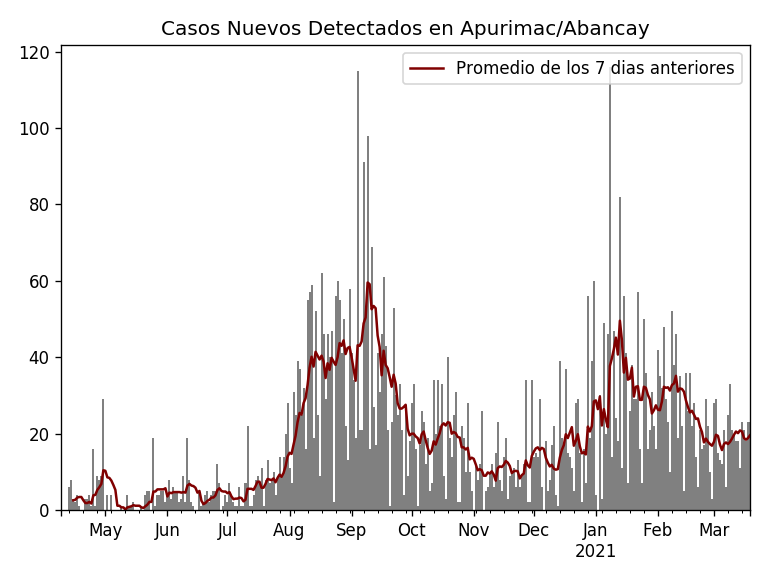 Casos Nuevos Detectados en Apurimac/Abancay
Promedio de los 7 dias anteriores
120
100
80
60
40
20
0
May Jun Jul Aug Sep Oct Nov Dec Jan Feb Mar
2021